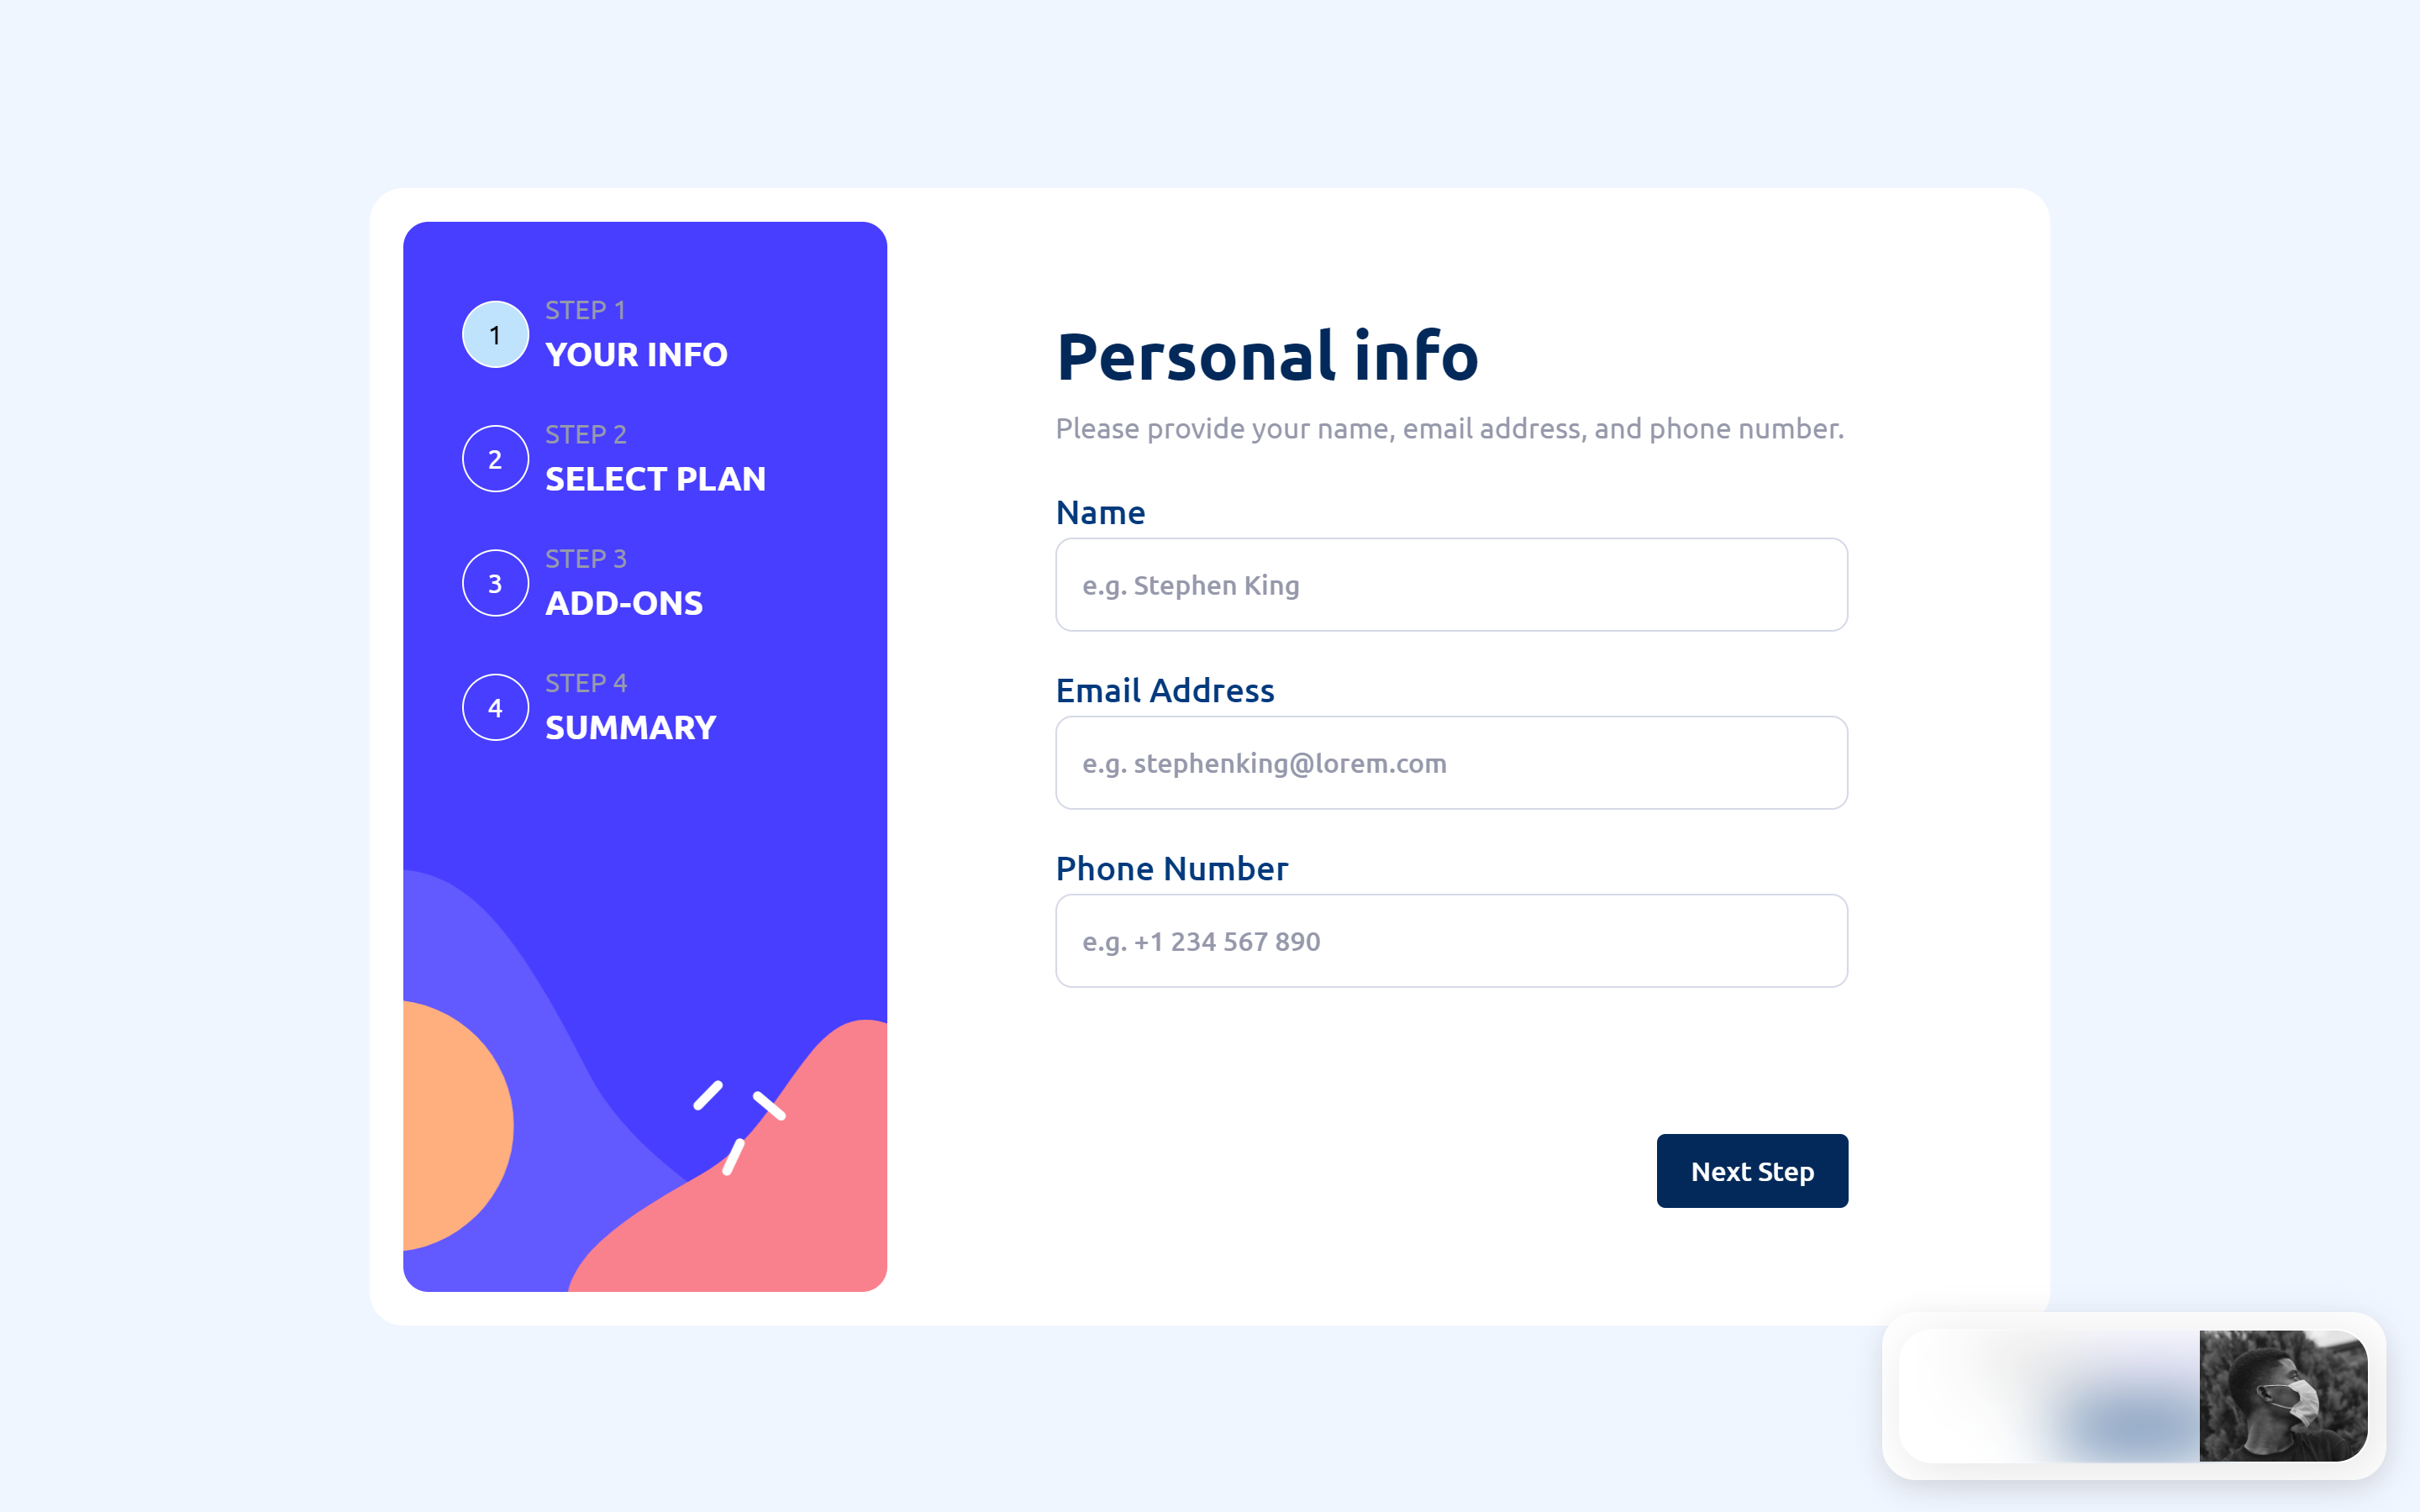 1
STEP 1
YOUR INFO
2
STEP 2
SELECT PLAN
3
STEP 3
ADD-ONS
4
STEP 4
SUMMARY
Personal info
Please provide your name, email address, and phone number.
Name
e.g. Stephen King
Email Address
e.g. stephenking@lorem.com
Phone Number
e.g. +1 234 567 890
Next Step